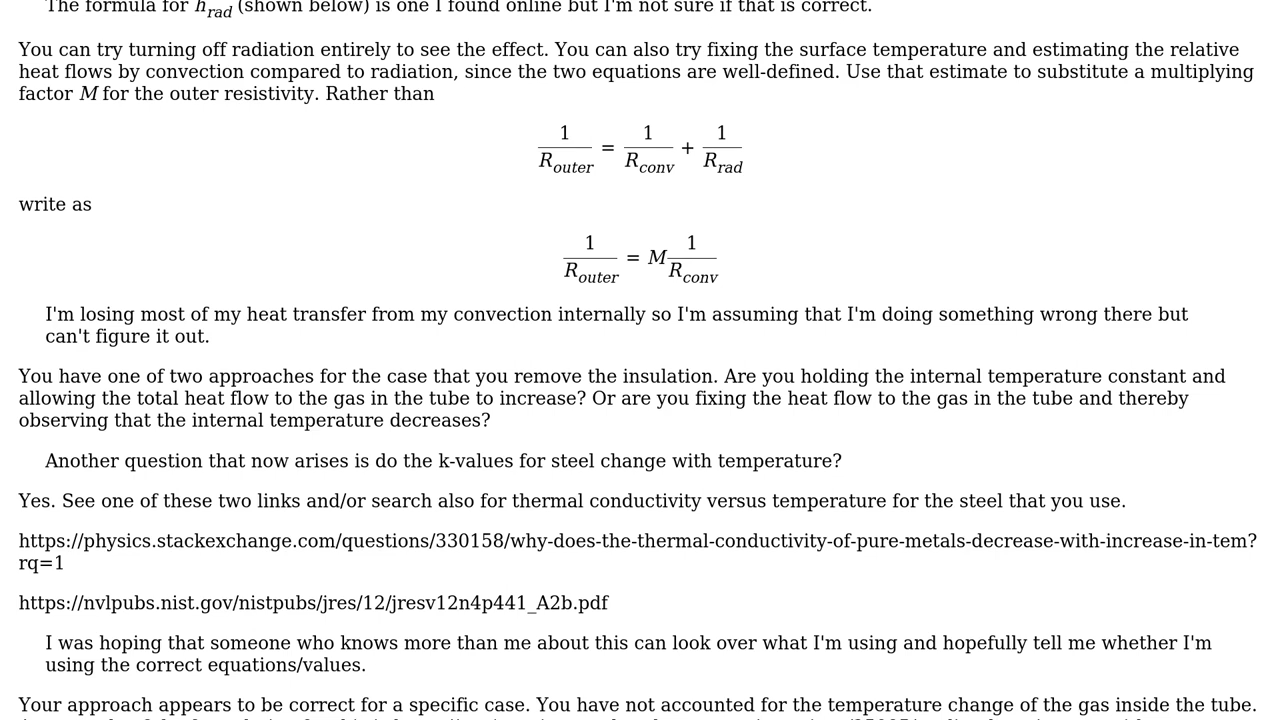 The formula for h_rad (shown below) is one I found online but I'm not sure if that is correct.
You can try turning off radiation entirely to see the effect. You can also try fixing the surface temperature and estimating the relative
heat flows by convection compared to radiation, since the two equations are well-defined. Use that estimate to substitute a multiplying
factor M for the outer resistivity. Rather than
1/R_outer = 1/R_conv + 1/R_rad
write as
1/R_outer = M 1/R_conv
I'm losing most of my heat transfer from my convection internally so I'm assuming that I'm doing something wrong there but
can't figure it out.
You have one of two approaches for the case that you remove the insulation. Are you holding the internal temperature constant and
allowing the total heat flow to the gas in the tube to increase? Or are you fixing the heat flow to the gas in the tube and thereby
observing that the internal temperature decreases?
Another question that now arises is do the k-values for steel change with temperature?
Yes. See one of these two links and/or search also for thermal conductivity versus temperature for the steel that you use.
https://physics.stackexchange.com/questions/330158/why-does-the-thermal-conductivity-of-pure-metals-decrease-with-increase-in-tem?
rq=1
https://nvlpubs.nist.gov/nistpubs/jres/12/jresv12n4p441_A2b.pdf
I was hoping that someone who knows more than me about this can look over what I'm using and hopefully tell me whether I'm
using the correct equations/values.
Your approach appears to be correct for a specific case. You have not accounted for the temperature change of the gas inside the tube.